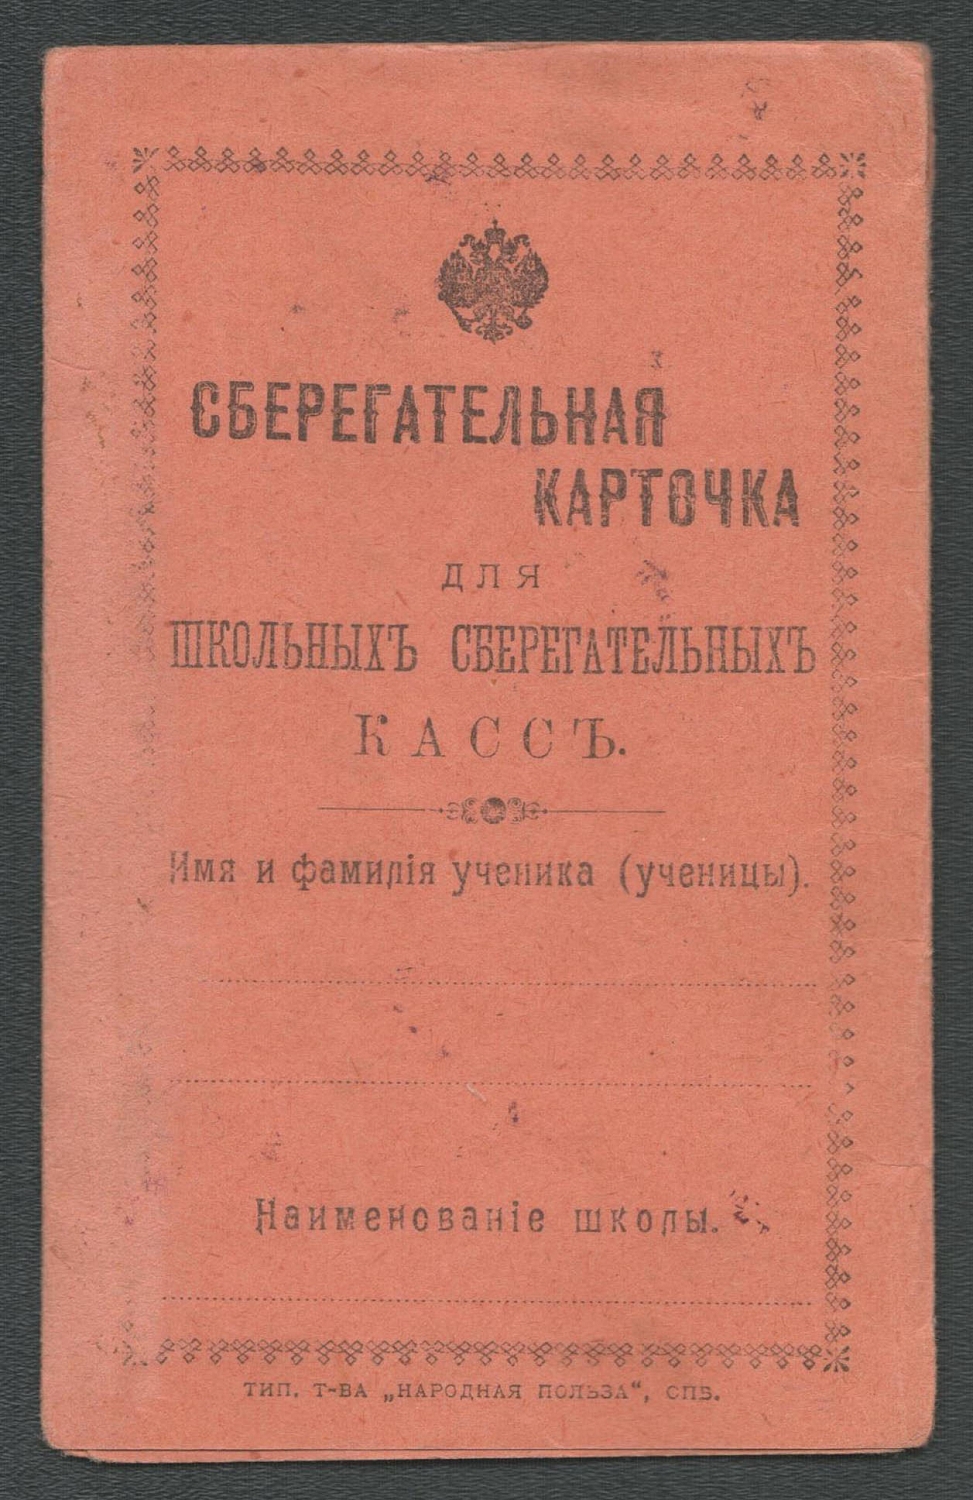 СБЕРЕГАТЕЛЬНАЯ
КАРТОЧКА
ДЛЯ
ШКОЛЬНЫХЪ СБЕРЕГАТЕЛЬНЫХЪ
КАССЪ.
Имя и фамилія ученика (ученицы).
Наименованіе школы.
ТИП. Т-ВА „НАРОДНАЯ ПОЛЬЗА“, СПБ.